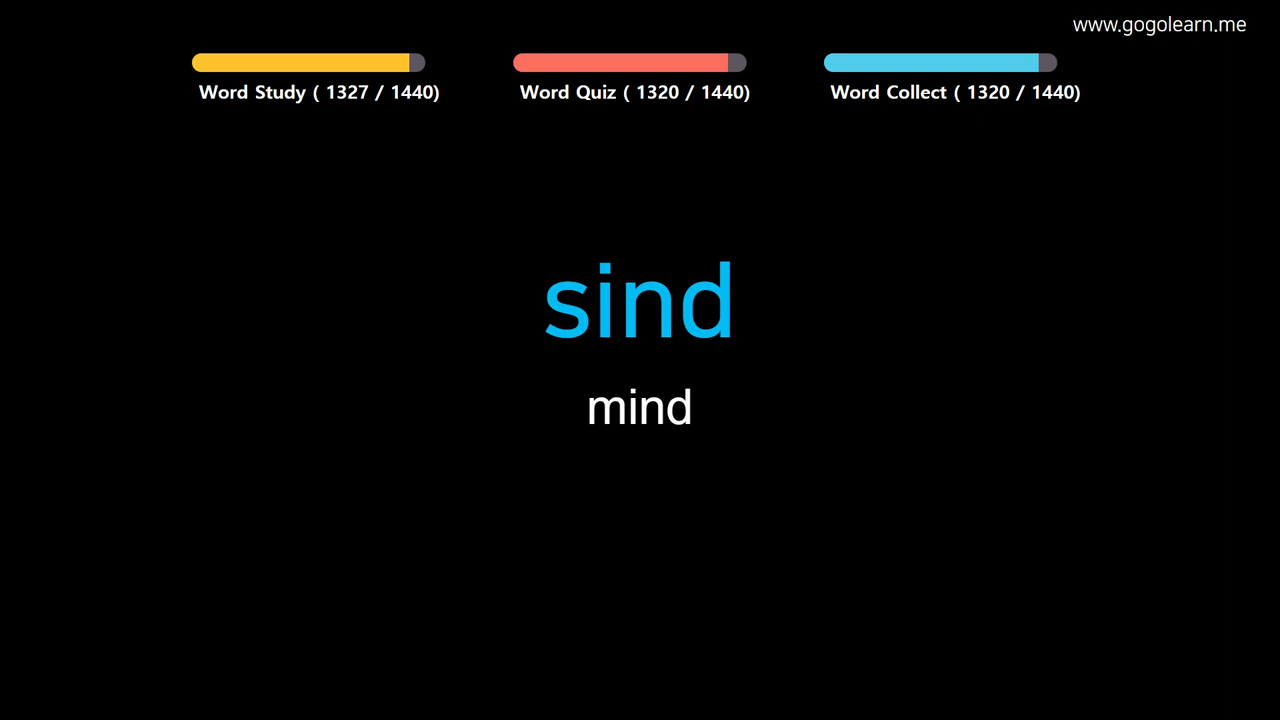 www.gogolearn.me
Word Study ( 1327 / 1440)
Word Quiz ( 1320 / 1440)
Word Collect ( 1320 / 1440)
sind
mind